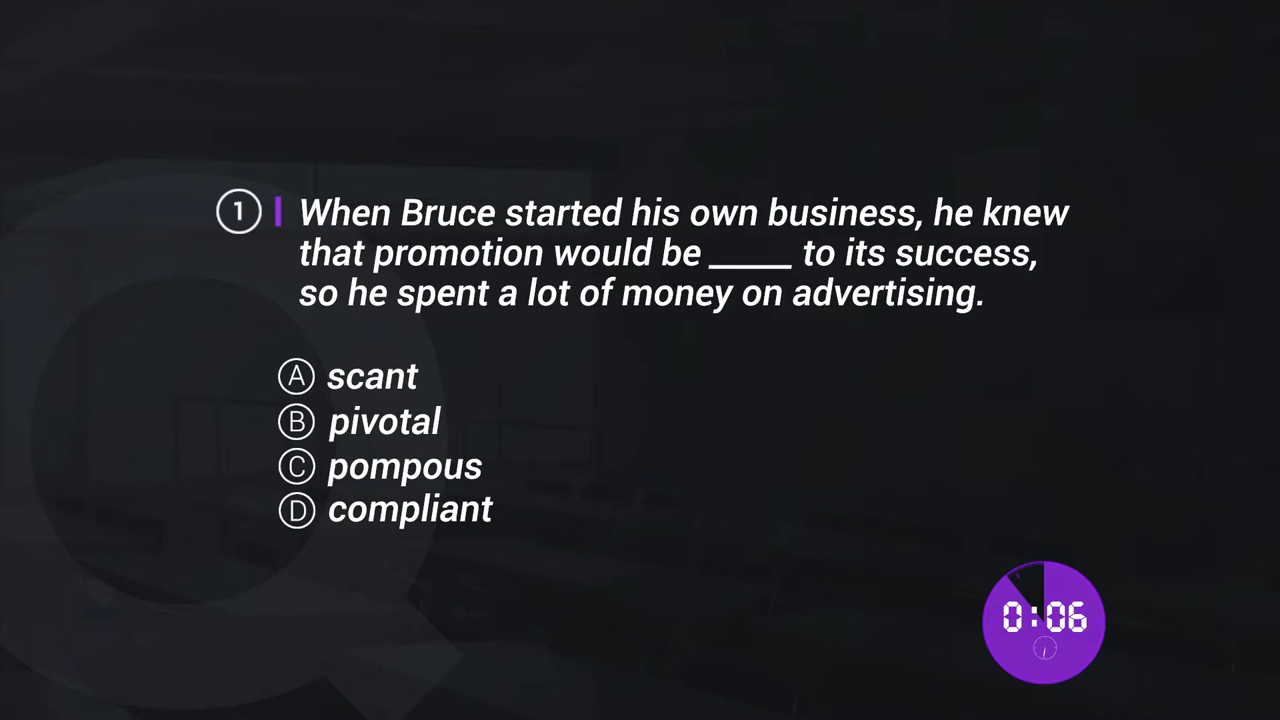 1 When Bruce started his own business, he knew
that promotion would be _____ to its success,
so he spent a lot of money on advertising.
A scant
B pivotal
C pompous
D compliant
0:06